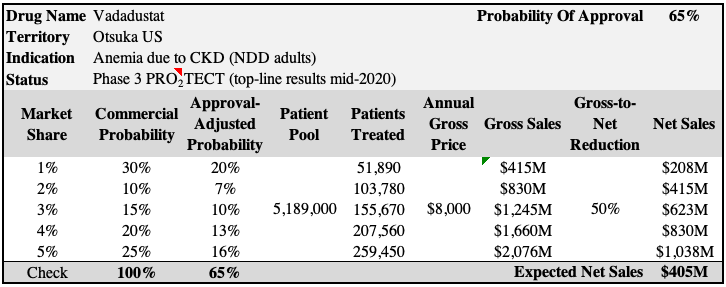 Drug Name Vadadustat Probability Of Approval 65%
Territory Otsuka US
Indication Anemia due to CKD (NDD adults)
Status Phase 3 PRO2TECT (top-line results mid-2020)
Market Share Commercial Probability Approval-Adjusted Probability Patient Pool Patients Treated Annual Gross Price Gross Sales Gross-to-Net Reduction Net Sales
1% 30% 20% 51,890 $415M $208M
2% 10% 7% 103,780 $830M $415M
3% 15% 10% 5,189,000 155,670 $8,000 $1,245M 50% $623M
4% 20% 13% 207,560 $1,660M $830M
5% 25% 16% 259,450 $2,076M $1,038M
Check 100% 65% Expected Net Sales $405M